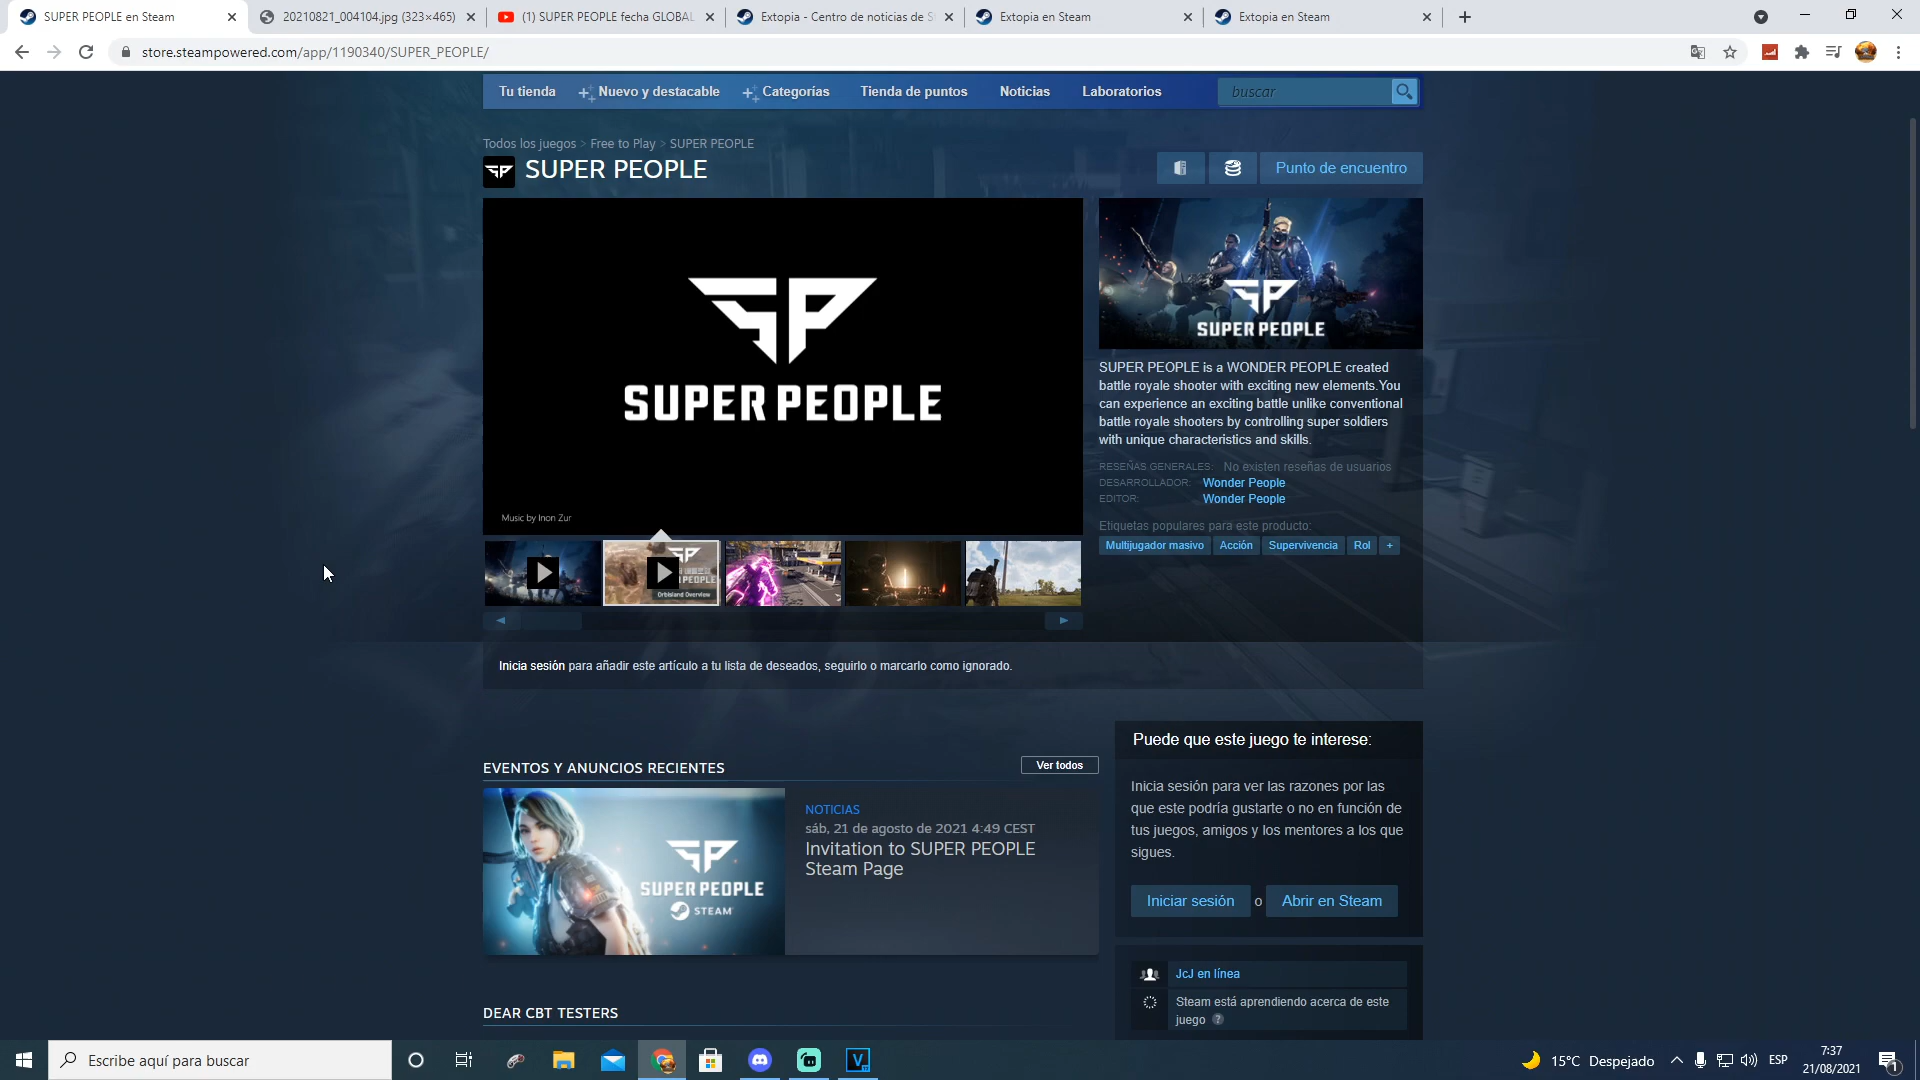 SUPER PEOPLE en Steam
20210821_004104.jpg (323×465)
(1) SUPER PEOPLE fecha GLOBAL
Extopia - Centro de noticias de S
Extopia en Steam
Extopia en Steam
store.steampowered.com/app/1190340/SUPER_PEOPLE/
Tu tienda
Nuevo y destacable
Categorías
Tienda de puntos
Noticias
Laboratorios
buscar
Todos los juegos > Free to Play > SUPER PEOPLE
SUPER PEOPLE
Punto de encuentro
SP
SUPER PEOPLE
Music by Inon Zur
SP
SUPER PEOPLE
SUPER PEOPLE is a WONDER PEOPLE created
battle royale shooter with exciting new elements.You
can experience an exciting battle unlike conventional
battle royale shooters by controlling super soldiers
with unique characteristics and skills.
RESEÑAS GENERALES: No existen reseñas de usuarios
DESARROLLADOR: Wonder People
EDITOR: Wonder People
Etiquetas populares para este producto:
Multijugador masivo Acción Supervivencia Rol +
Orbisland Overview
Inicia sesión para añadir este artículo a tu lista de deseados, seguirlo o marcarlo como ignorado.
EVENTOS Y ANUNCIOS RECIENTES
Ver todos
SP
SUPER PEOPLE
STEAM
NOTICIAS
sáb, 21 de agosto de 2021 4:49 CEST
Invitation to SUPER PEOPLE
Steam Page
DEAR CBT TESTERS
Puede que este juego te interese:
Inicia sesión para ver las razones por las
que este podría gustarte o no en función de
tus juegos, amigos y los mentores a los que
sigues.
Iniciar sesión o Abrir en Steam
JcJ en línea
Steam está aprendiendo acerca de este
juego ?
Escribe aquí para buscar
15°C Despejado
ESP
7:37
21/08/2021
1